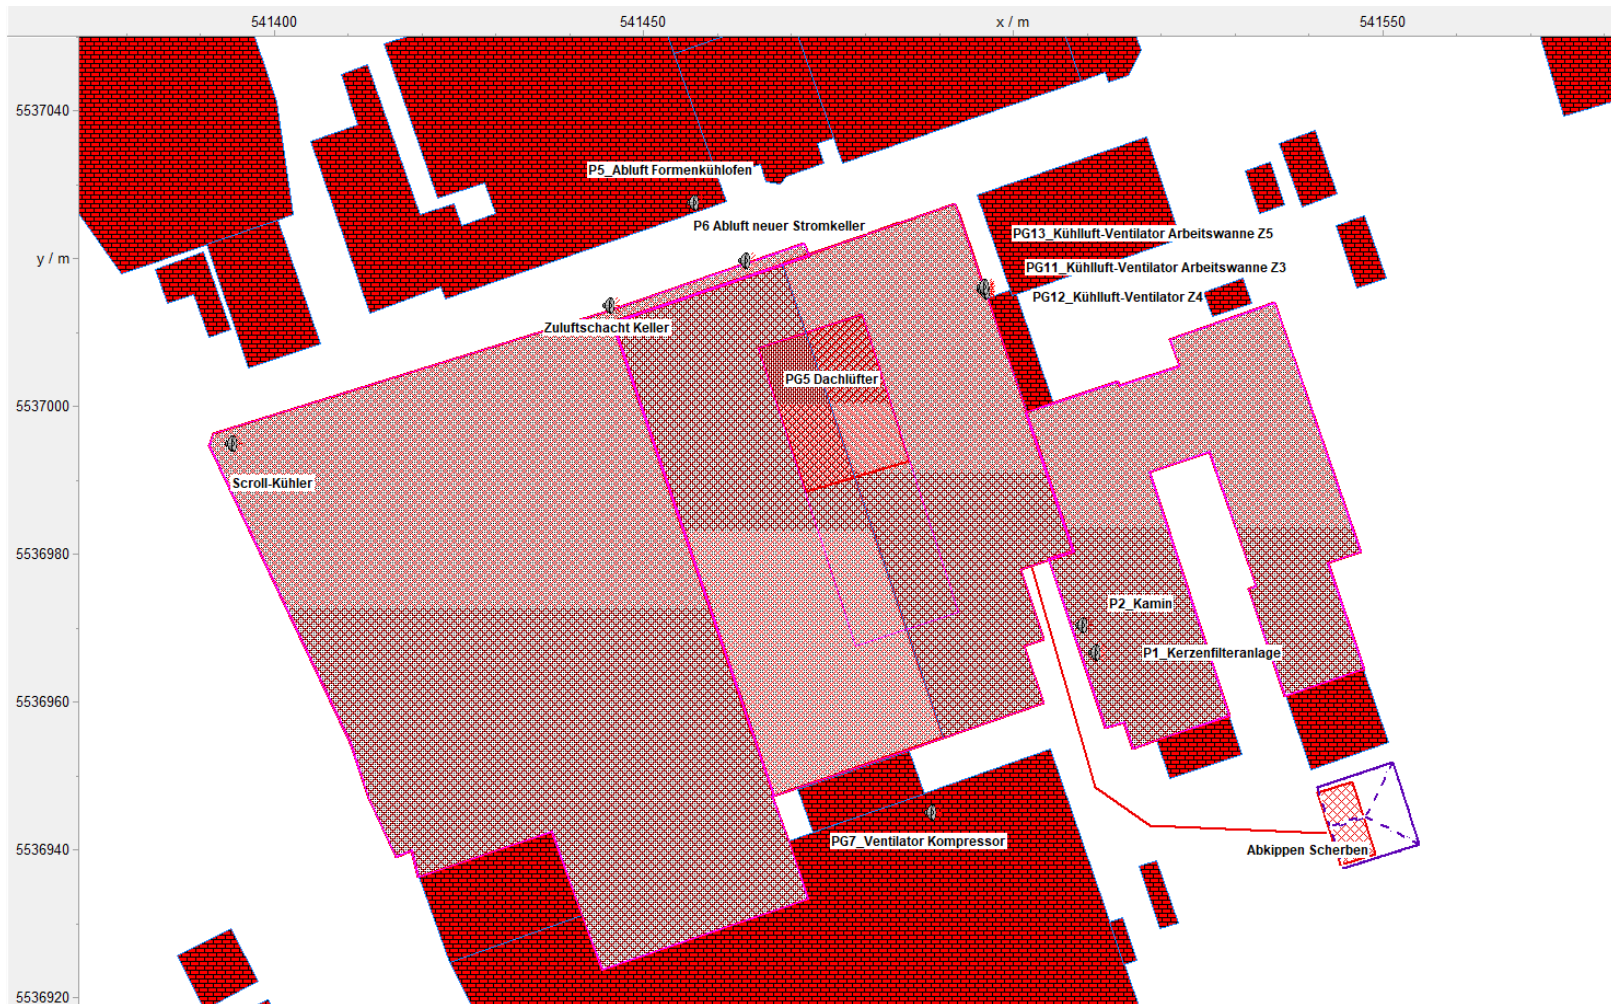 541400
541450
x / m
541550
5537040
P5_Abluft Formenkühlofen
P6 Abluft neuer Stromkeller
PG13_Kühlluft-Ventilator Arbeitswanne Z5
y / m
PG11_Kühlluft-Ventilator Arbeitswanne Z3
PG12_Kühlluft-Ventilator Z4
Zuluftschacht Keller
PG5 Dachlüfter
5537000
Scroll-Kühler
5536980
P2_Kamin
P1_Kerzenfilteranlage
5536960
PG7_Ventilator Kompressor
5536940
Abkippen Scherben
5536920